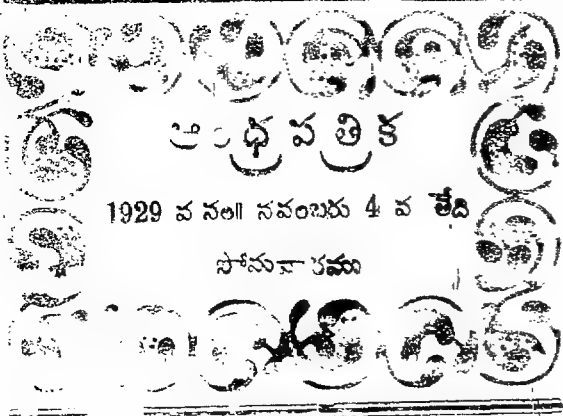 ఆంధ్రపత్రిక
1929 వ సం॥ నవంబరు 4 వ తేది
సోమవారము